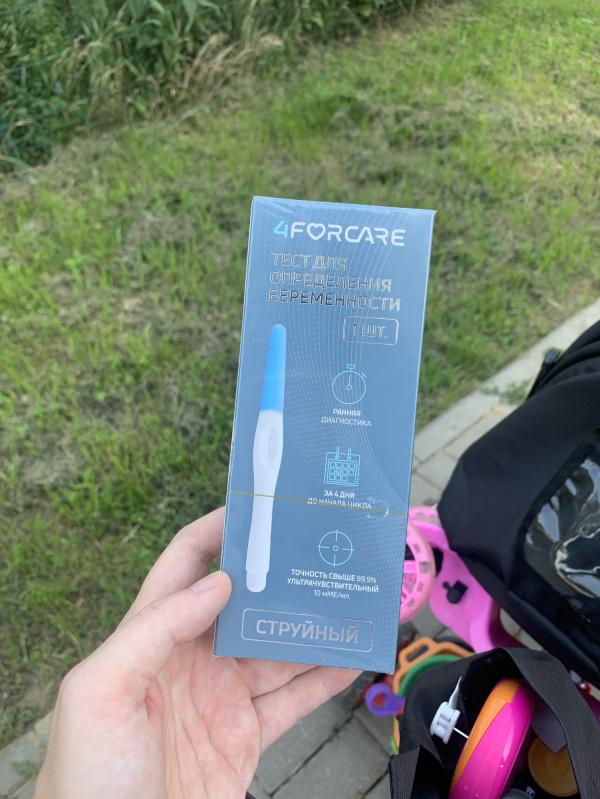 4FORCARE
ТЕСТ ДЛЯ
ОПРЕДЕЛЕНИЯ
БЕРЕМЕННОСТИ
1 ШТ.
РАННЯЯ
ДИАГНОСТИКА
ЗА 4 ДНЯ
ДО НАЧАЛА ЦИКЛА
ТОЧНОСТЬ СВЫШЕ 99,9%
УЛЬТРАЧУВСТВИТЕЛЬНЫЙ
10 мМЕ/мл.
СТРУЙНЫЙ